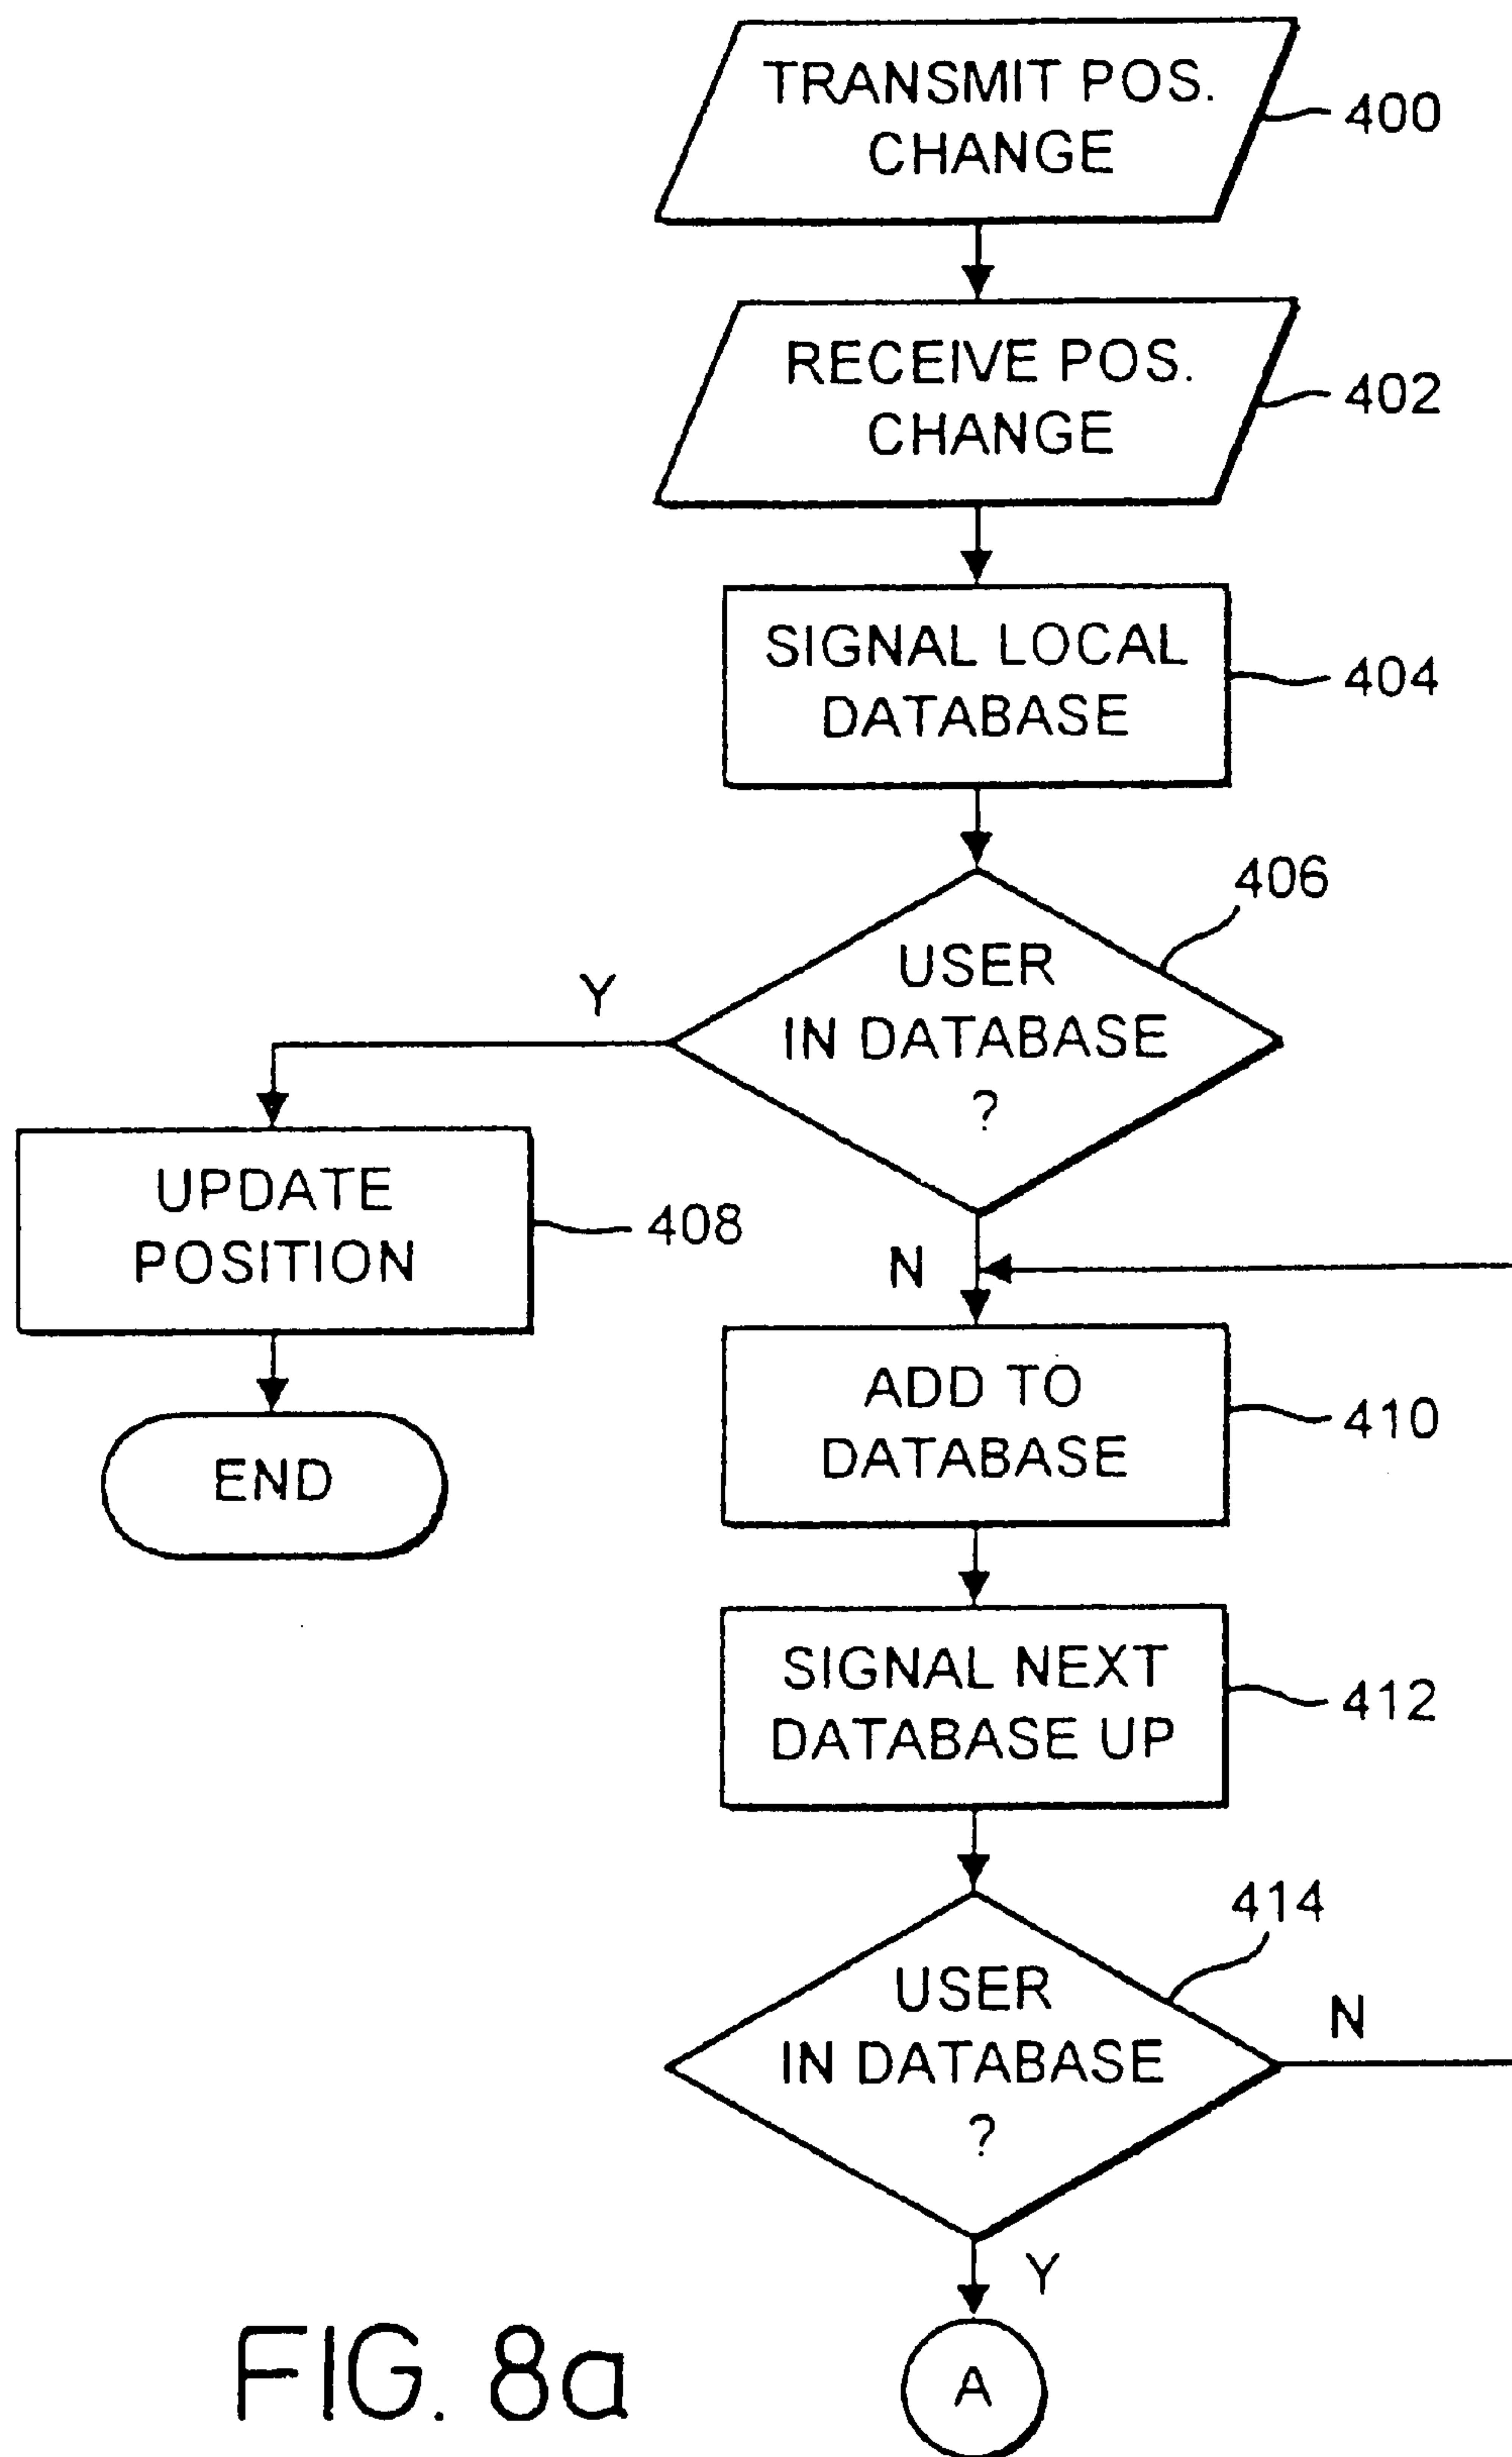 TRANSMIT POS.
CHANGE
400
RECEIVE POS.
CHANGE
402
SIGNAL LOCAL
DATABASE
404
406
USER
IN DATABASE
?
Y
UPDATE
POSITION
408
N
END
ADD TO
DATABASE
410
SIGNAL NEXT
DATABASE UP
412
414
USER
IN DATABASE
?
N
Y
A
FIG. 8a